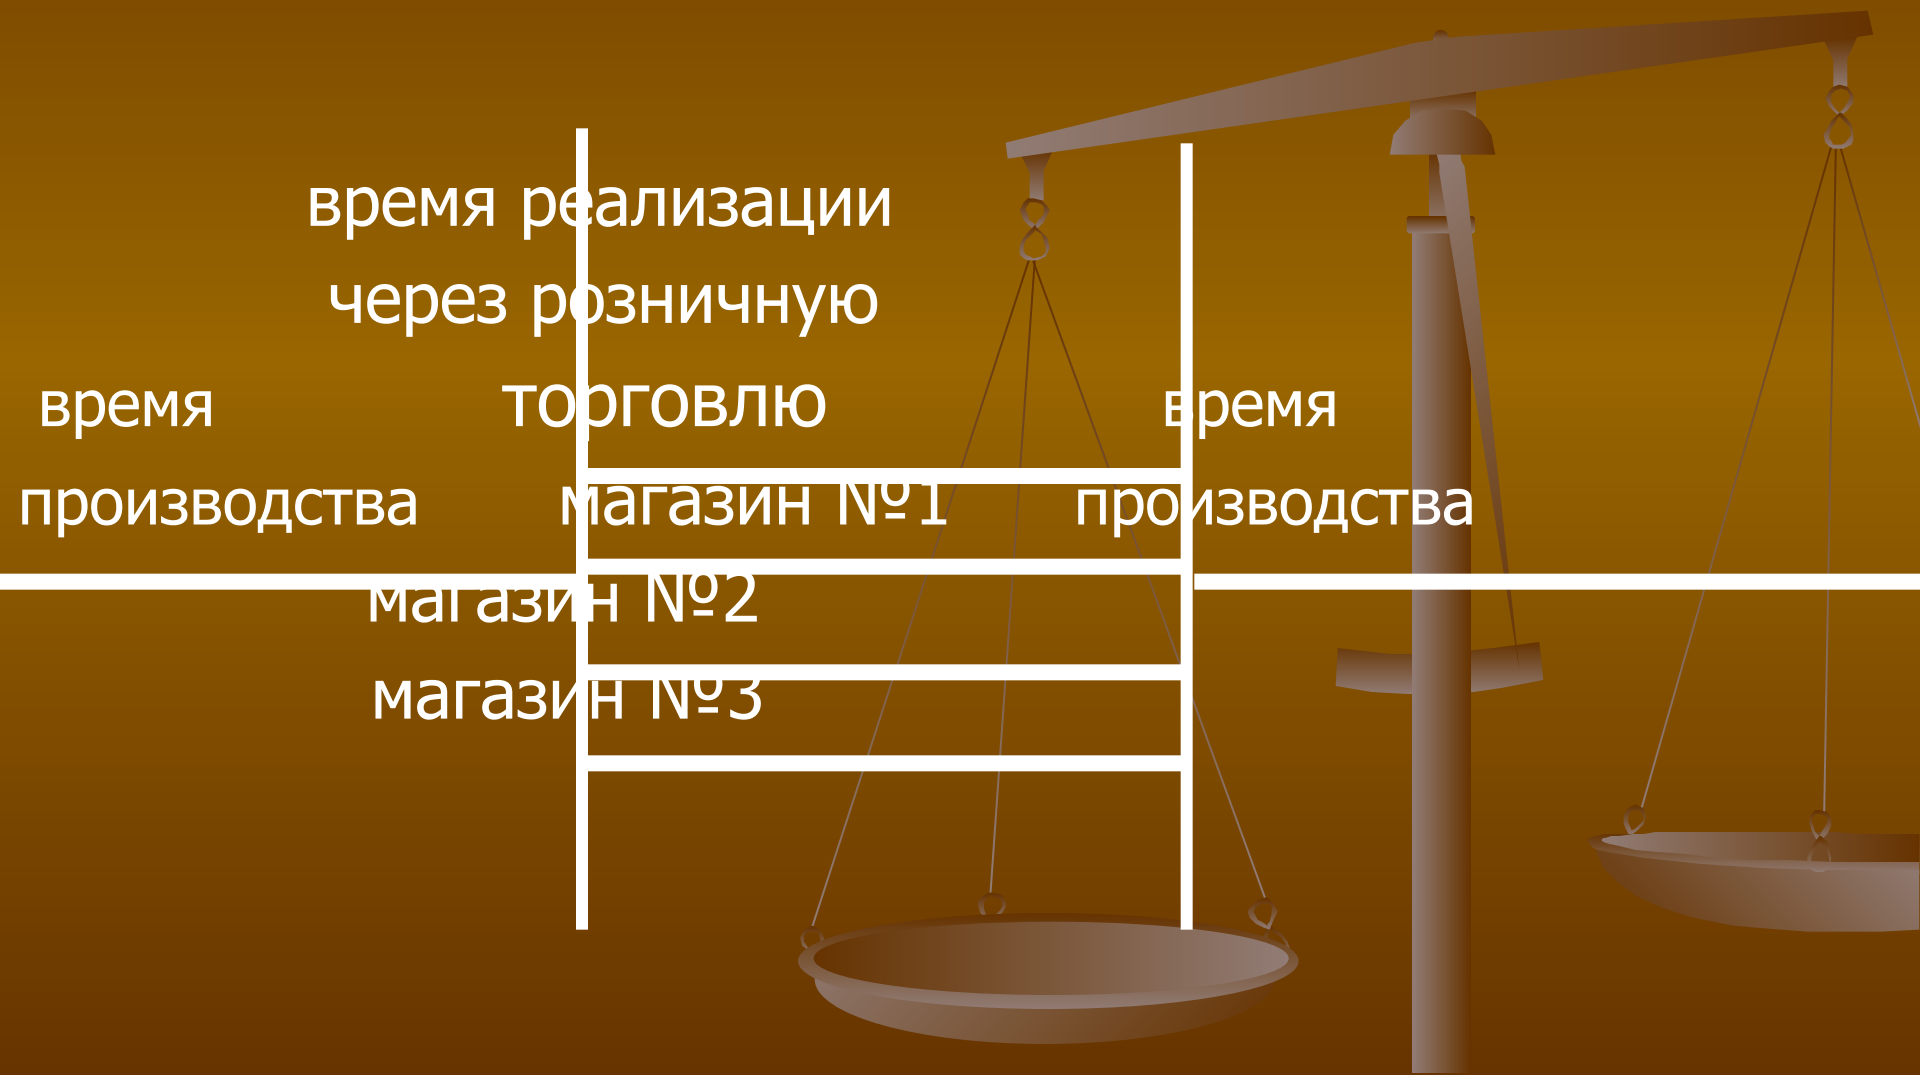 время реализации
через розничную
время торговлю время
производства магазин №1 производства
магазин №2
магазин №3